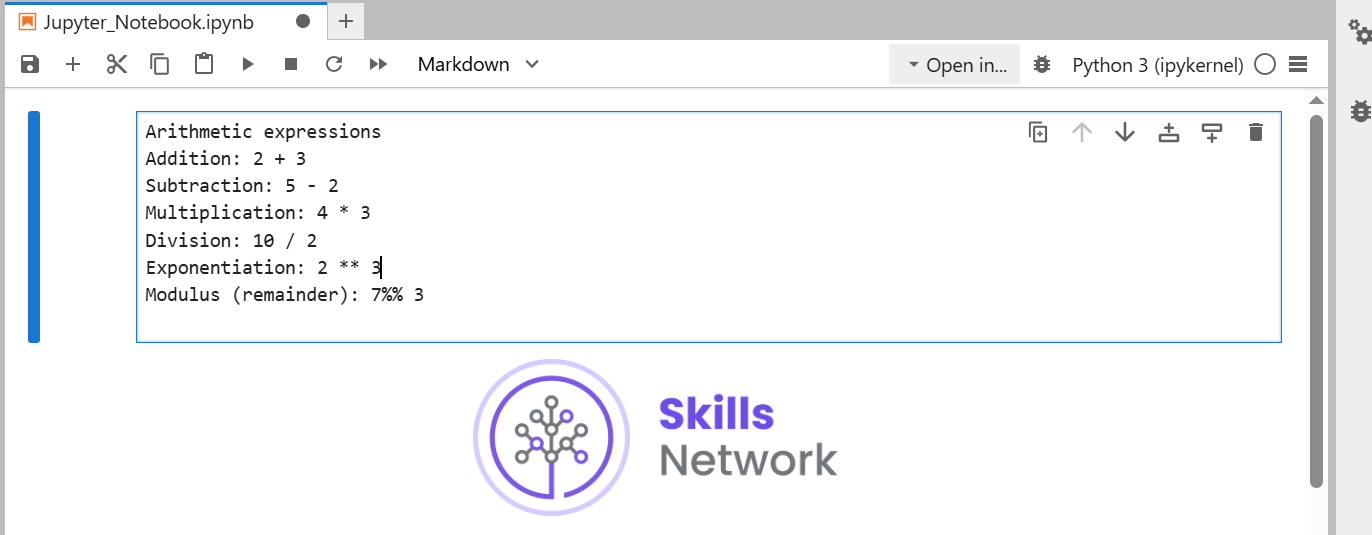 Jupyter_Notebook.ipynb
Markdown
Open in...
Python 3 (ipykernel)
Arithmetic expressions
Addition: 2 + 3
Subtraction: 5 - 2
Multiplication: 4 * 3
Division: 10 / 2
Exponentiation: 2 ** 3
Modulus (remainder): 7%% 3
Skills
Network